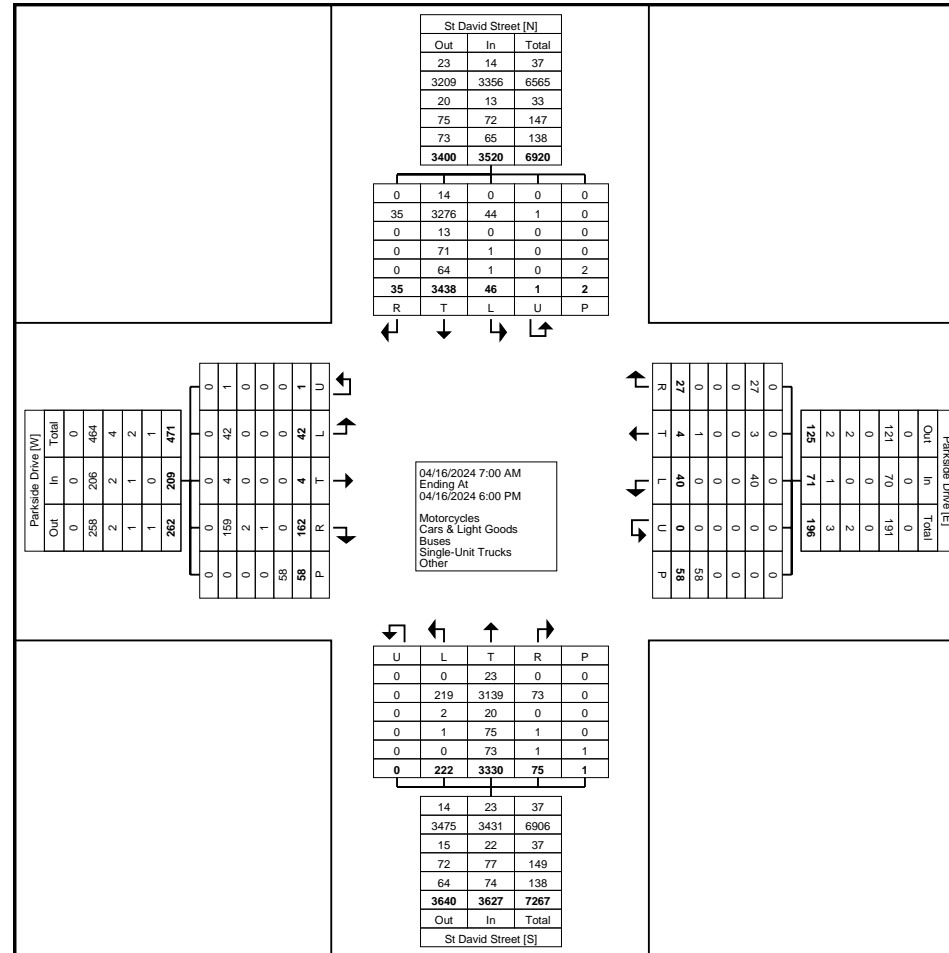 St David Street [N]
Out In Total
23 14 37
3209 3356 6565
20 13 33
75 72 147
73 65 138
3400 3520 6920
0 14 0 0 0
35 3276 44 1 0
0 13 0 0 0
0 71 1 0 0
0 64 1 0 2
35 3438 46 1 2
R T L U P
Parkside Drive [W]
Out In Total
0 0 0
258 206 464
2 2 4
1 1 2
1 0 1
262 209 471
0 0 0 0 0
1 42 4 159 0
0 0 0 2 0
0 0 0 1 0
0 0 0 0 58
1 42 4 162 58
U L T R P
04/16/2024 7:00 AM
Ending At
04/16/2024 6:00 PM
Motorcycles
Cars & Light Goods
Buses
Single-Unit Trucks
Other
Parkside Drive [E]
Out In Total
0 0 0
121 70 191
0 0 0
2 0 2
2 1 3
125 71 196
0 0 0 0 0
27 3 40 0 0
0 0 0 0 0
0 0 0 0 0
0 1 0 0 58
27 4 40 0 58
R T L U P
U L T R P
0 0 23 0 0
0 219 3139 73 0
0 2 20 0 0
0 1 75 1 0
0 0 73 1 1
0 222 3330 75 1
14 23 37
3475 3431 6906
15 22 37
72 77 149
64 74 138
3640 3627 7267
Out In Total
St David Street [S]